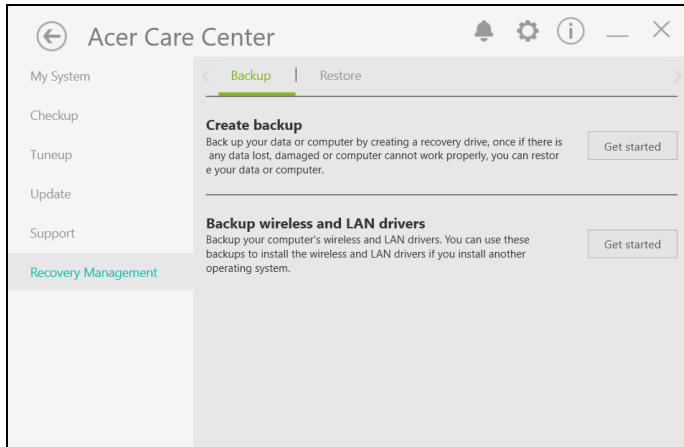 Acer Care Center
My System
Checkup
Tuneup
Update
Support
Recovery Management
Backup | Restore
Create backup
Back up your data or computer by creating a recovery drive, once if there is
any data lost, damaged or computer cannot work properly, you can restor
e your data or computer.
Get started
Backup wireless and LAN drivers
Backup your computer's wireless and LAN drivers. You can use these
backups to install the wireless and LAN drivers if you install another
operating system.
Get started